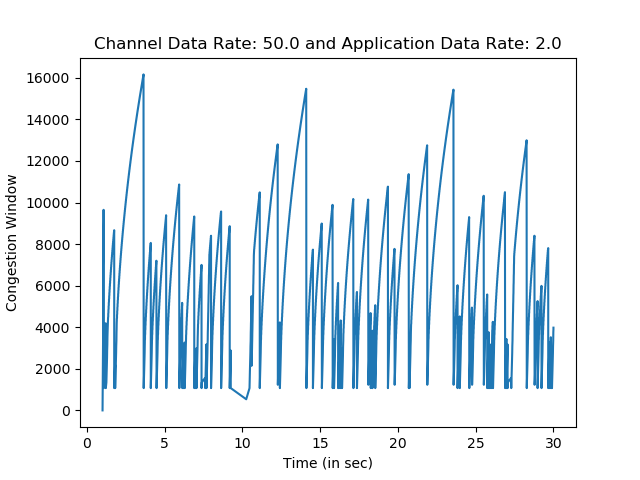 Channel Data Rate: 50.0 and Application Data Rate: 2.0
Congestion Window
16000
14000
12000
10000
8000
6000
4000
2000
0
0 5 10 15 20 25 30
Time (in sec)